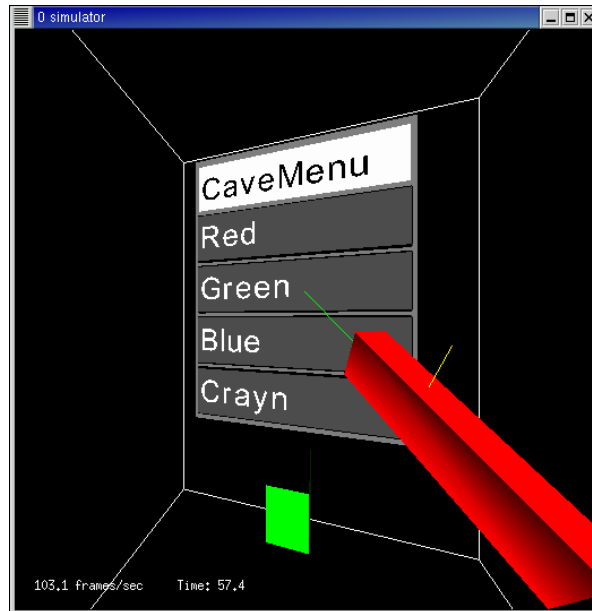 0 simulator
CaveMenu
Red
Green
Blue
Crayn
103.1 frames/sec Time: 57.4